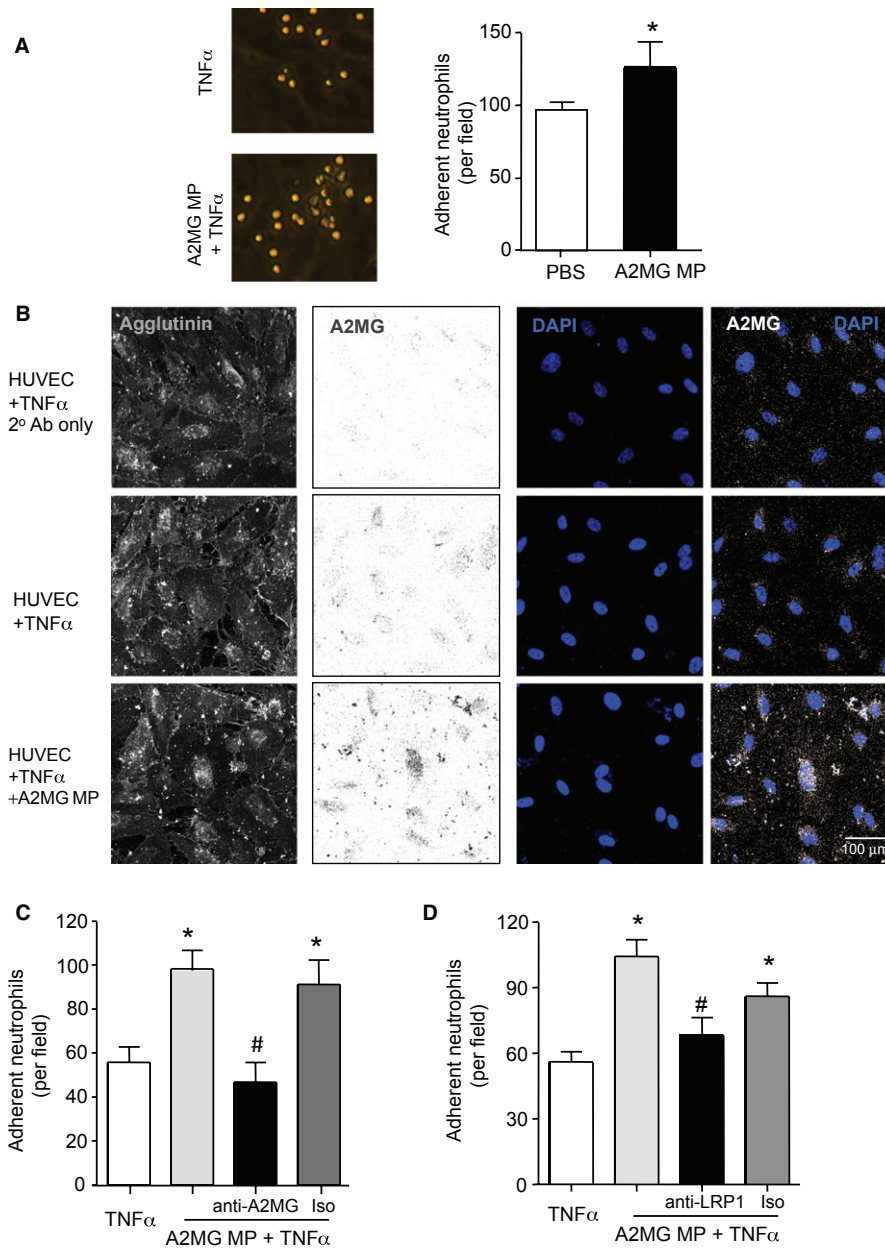 A
TNFα
A2MG MP
+ TNFα
Adherent neutrophils
(per field)
150
100
50
0
*
PBS
A2MG MP
B
Agglutinin
A2MG
DAPI
A2MG DAPI
HUVEC
+TNFα
2º Ab only
HUVEC
+TNFα
HUVEC
+TNFα
+A2MG MP
100 μm
C
Adherent neutrophils
(per field)
120
100
80
60
40
20
0
*
#
*
TNFα
anti-A2MG Iso
A2MG MP + TNFα
D
Adherent neutrophils
(per field)
120
90
60
30
0
*
#
*
TNFα
anti-LRP1 Iso
A2MG MP + TNFα